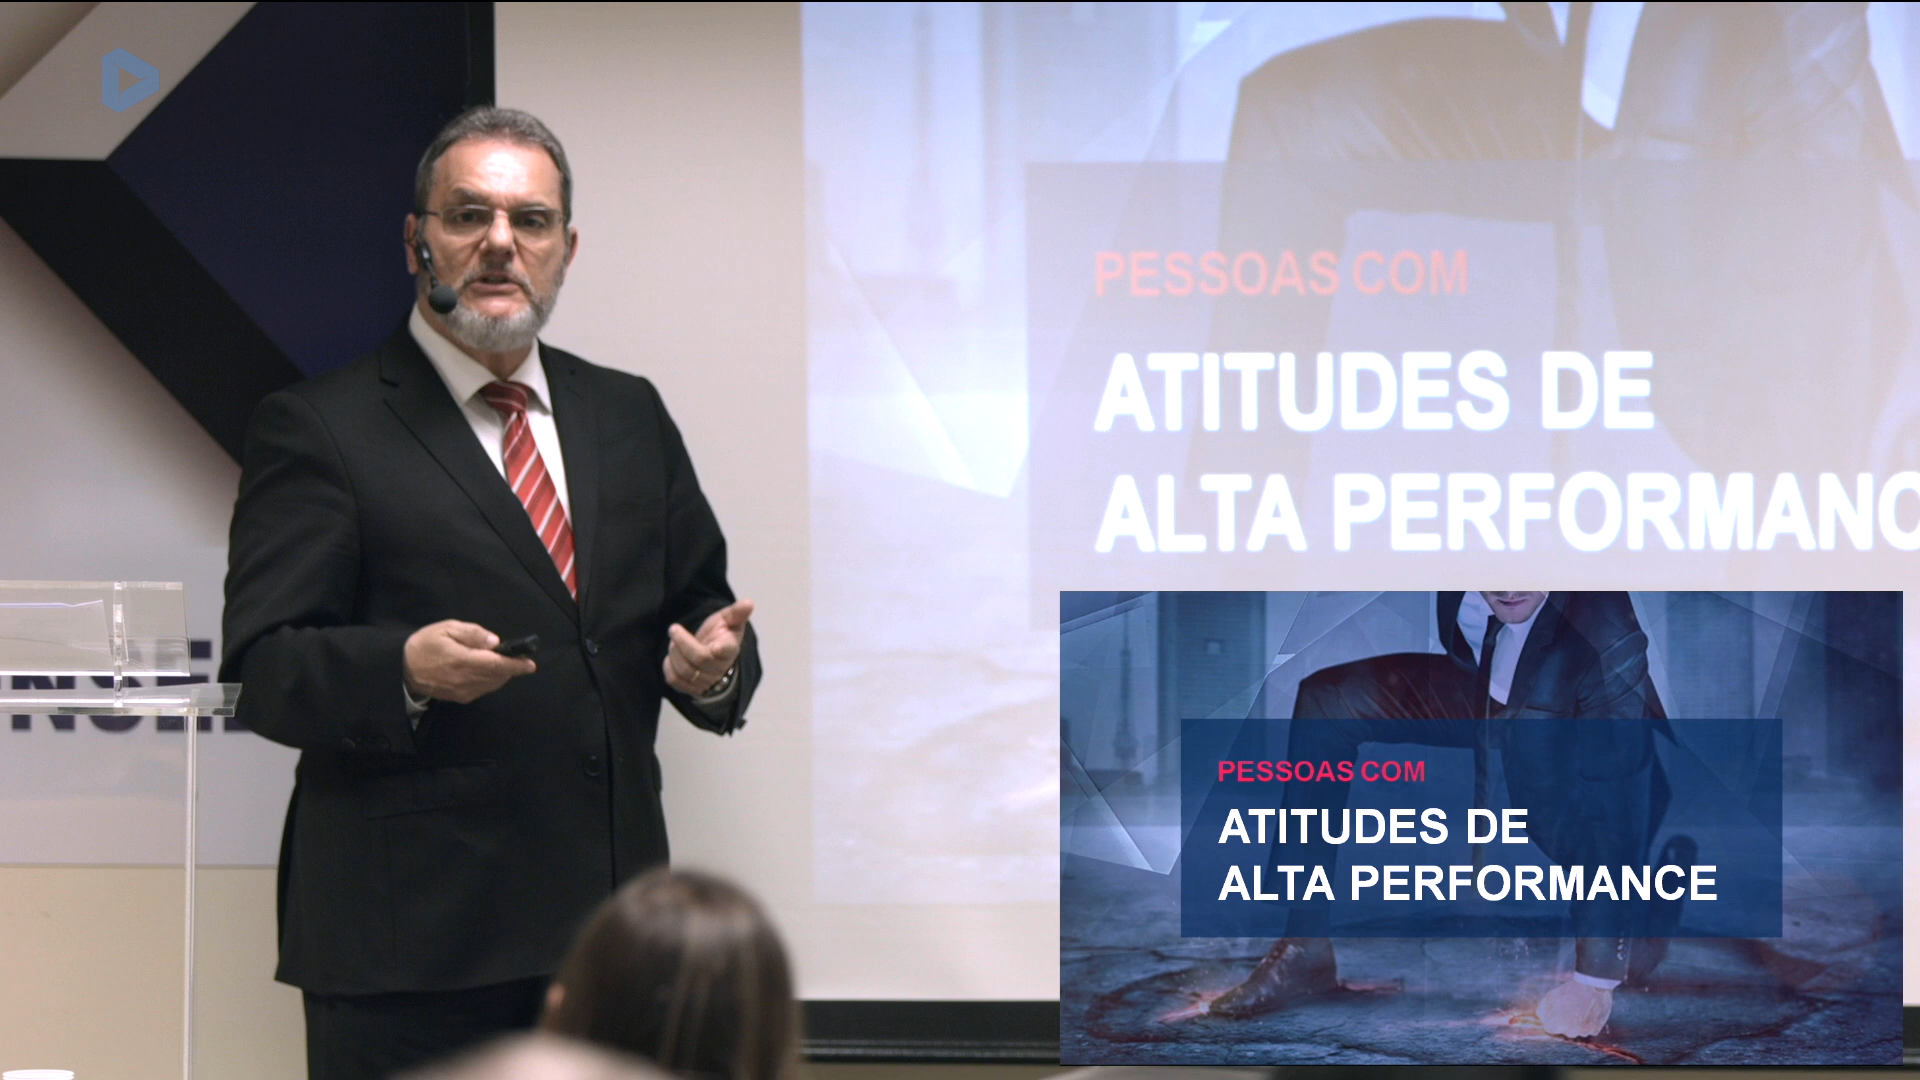 PESSOAS COM
ATITUDES DE
ALTA PERFORMANC
PESSOAS COM
ATITUDES DE
ALTA PERFORMANCE